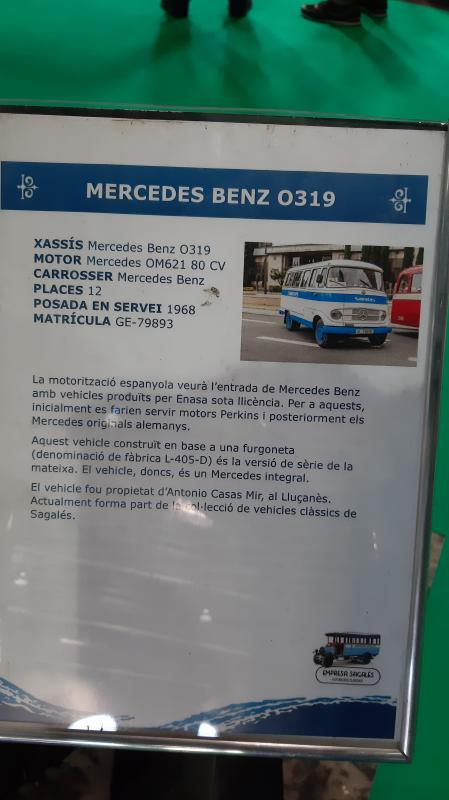 MERCEDES BENZ O319
XASSÍS Mercedes Benz O319
MOTOR Mercedes OM621 80 CV
CARROSSER Mercedes Benz
PLACES 12
POSADA EN SERVEI 1968
MATRÍCULA GE-79893
La motorització espanyola veurà l'entrada de Mercedes Benz
amb vehicles produïts per Enasa sota llicència. Per a aquests,
inicialment es farien servir motors Perkins i posteriorment els
Mercedes originals alemanys.
Aquest vehicle construït en base a una furgoneta
(denominació de fàbrica L-405-D) és la versió de sèrie de la
mateixa. El vehicle, doncs, és un Mercedes integral.
El vehicle fou propietat d'Antonio Casas Mir, al Lluçanès.
Actualment forma part de la col·lecció de vehicles clàssics de
Sagalés.
EMPRESA SAGALÉS